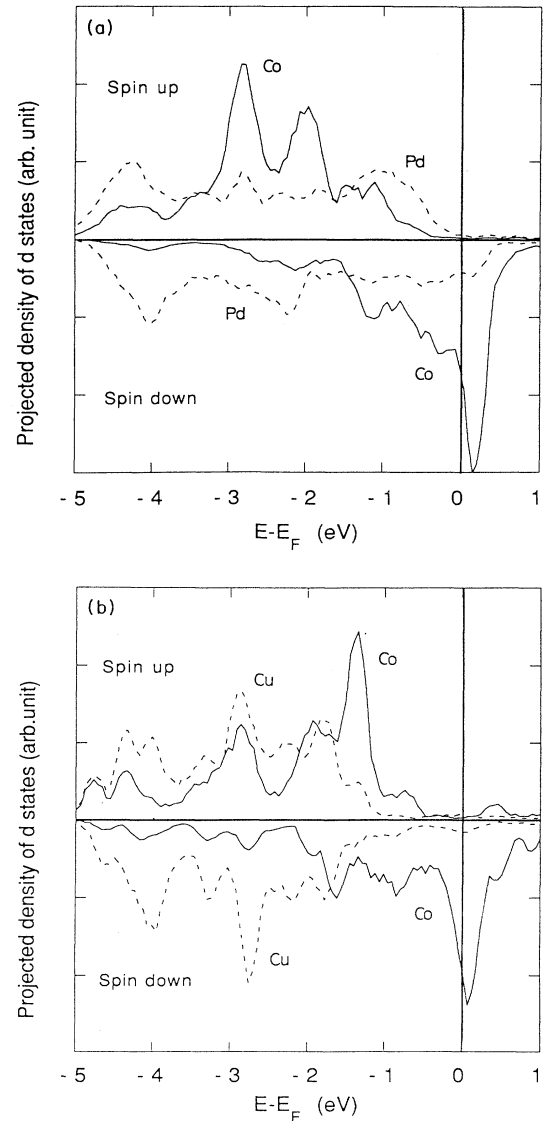 (a)
Spin up
Co
Pd
Pd
Co
Spin down
Projected density of d states (arb. unit)
- 5 - 4 - 3 - 2 - 1 0 1
E-E_F (eV)
(b)
Spin up
Cu
Co
Co
Cu
Spin down
Projected density of d states (arb.unit)
- 5 - 4 - 3 - 2 - 1 0 1
E-E_F (eV)